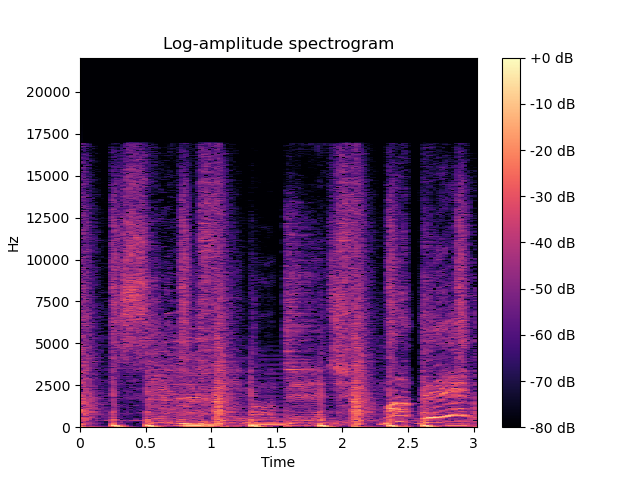 Log-amplitude spectrogram
+0 dB
-10 dB
-20 dB
-30 dB
-40 dB
-50 dB
-60 dB
-70 dB
-80 dB
Hz
20000
17500
15000
12500
10000
7500
5000
2500
0
0 0.5 1 1.5 2 2.5 3
Time